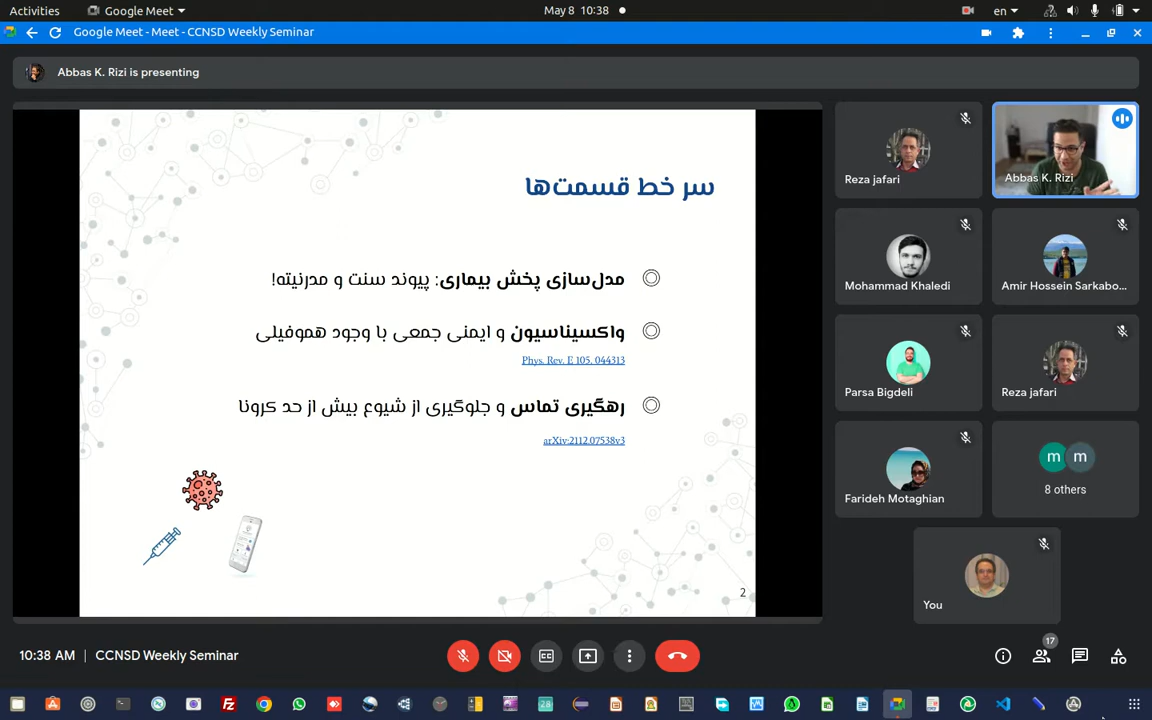 Activities
Google Meet
May 8 10:38
en
Google Meet - Meet - CCNSD Weekly Seminar
Abbas K. Rizi is presenting
سر خط قسمت‌ها
مدل‌سازی پخش بیماری: پیوند سنت و مدرنیته!
واکسیناسیون و ایمنی جمعی با وجود هموفیلی
Phys. Rev. E 105, 044313
رهگیری تماس و جلوگیری از شیوع بیش از حد کرونا
arXiv:2112.07538v3
2
Reza jafari
Abbas K. Rizi
Mohammad Khaledi
Amir Hossein Sarkabo...
Parsa Bigdeli
Reza jafari
Farideh Motaghian
m
m
8 others
You
10:38 AM | CCNSD Weekly Seminar
17